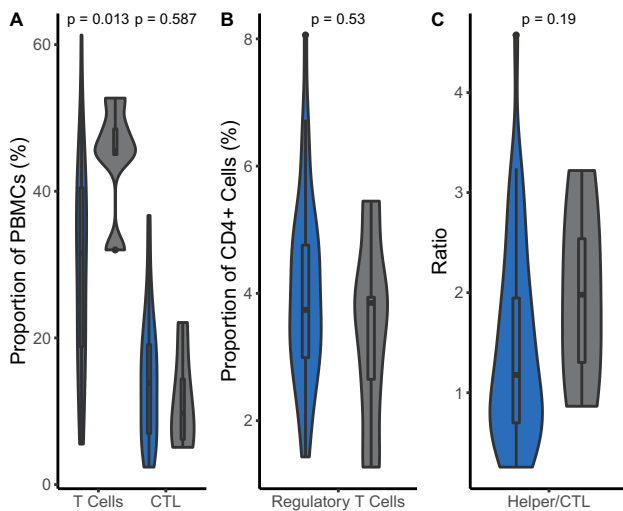 A
p = 0.013 p = 0.587
Proportion of PBMCs (%)
60
40
20
0
T Cells
CTL
B
p = 0.53
Proportion of CD4+ Cells (%)
8
6
4
2
Regulatory T Cells
C
p = 0.19
Ratio
4
3
2
1
Helper/CTL